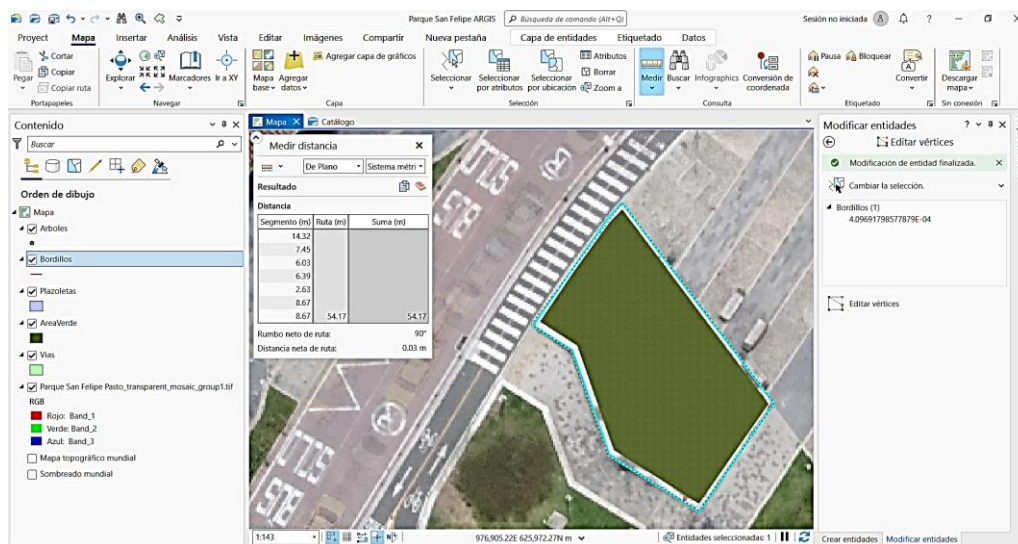 Parque San Felipe ARGIS
Búsqueda de comando (Alt+Q)
Sesión no iniciada
?
Proyect Mapa Insertar Análisis Vista Editar Imágenes Compartir Nueva pestaña Capa de entidades Etiquetado Datos
Pegar
Cortar
Copiar
Copiar ruta
Portapapeles
Explorar
Marcadores
Ir a XY
Navegar
Mapa base
Agregar datos
Agregar capa de gráficos
Capa
Seleccionar
Seleccionar por atributos
Seleccionar por ubicación
Atributos
Borrar
Zoom a
Selección
Medir
Buscar
Infographics
Conversión de coordenada
Consulta
Pausa
Bloquear
Convertir
Etiquetado
Descargar mapa
Sin conexión
Contenido
Buscar
Orden de dibujo
Mapa
Arboles
Bordillos
Plazoletas
AreaVerde
Vias
Parque San Felipe Pasto_transparent_mosaic_group1.tif
RGB
Rojo: Band_1
Verde: Band_2
Azul: Band_3
Mapa topográfico mundial
Sombreado mundial
Mapa
Catálogo
Medir distancia
De Plano
Sistema métri
Resultado
Distancia
Segmento (m) Ruta (m) Suma (m)
14.32
7.45
6.03
6.39
2.63
8.67
8.67 54.17 54.17
Rumbo neto de ruta: 90°
Distancia neta de ruta: 0.03 m
1:143
976,905.22E 625,972.27N m
Entidades seleccionadas: 1
Modificar entidades
?
Editar vértices
Modificación de entidad finalizada.
Cambiar la selección.
Bordillos (1)
4.09691798577879E-04
Editar vértices
Crear entidades Modificar entidades